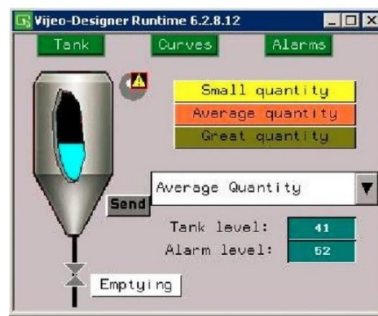 Vijeo-Designer Runtime 6.2.8.12
Tank Curves Alarms
Small quantity
Average quantity
Great quantity
Send
Average Quantity
Tank level: 41
Alarm level: 52
Emptying